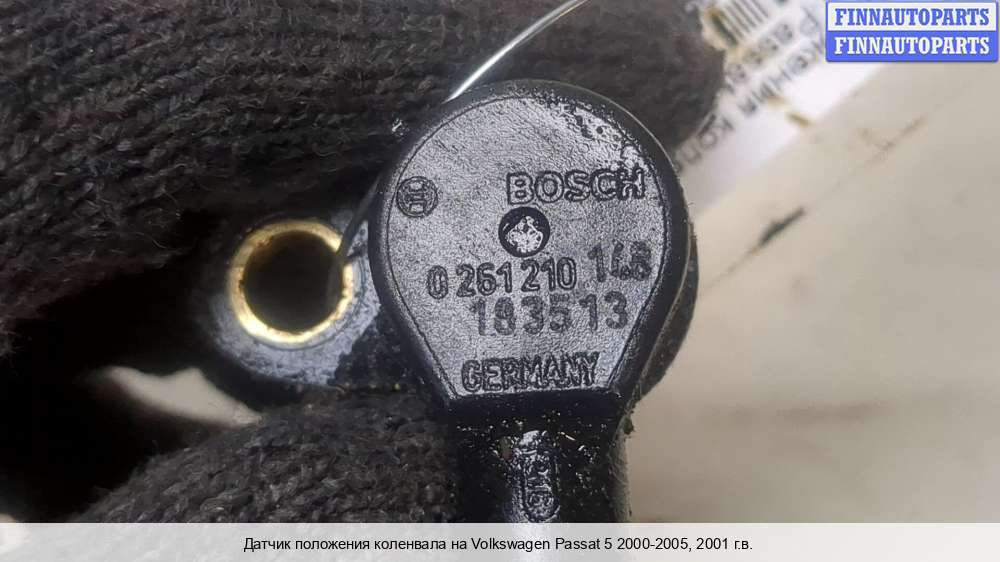 FINNAUTOPARTS
FINNAUTOPARTS
BOSCH
0 261 210 148
183513
GERMANY
Датчик положения коленвала на Volkswagen Passat 5 2000-2005, 2001 г.в.